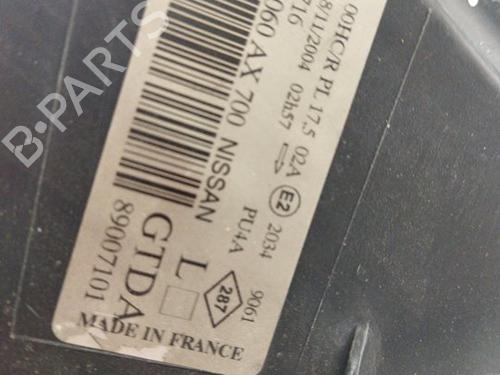 00HC/R PL 17.5 02A E2 2034
8/11/2004 02h57 PU4A
716
060 AX 700 NISSAN
L
287
9061
GTDA
89007101
MADE IN FRANCE
B-PARTS